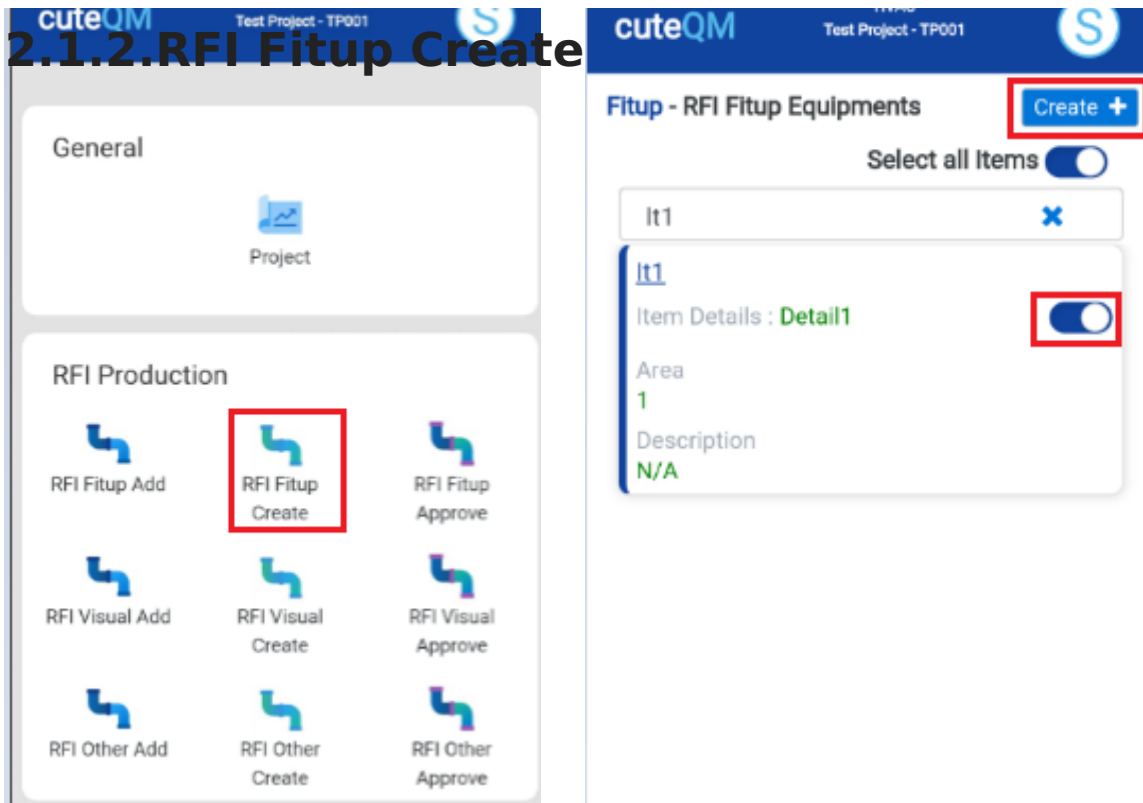 2.1.2.RFI Fitup Create
cuteQM
Test Project - TP001
S
General
Project
RFI Production
RFI Fitup Add
RFI Fitup
Create
RFI Fitup
Approve
RFI Visual Add
RFI Visual
Create
RFI Visual
Approve
RFI Other Add
RFI Other
Create
RFI Other
Approve
cuteQM
Test Project - TP001
S
Fitup - RFI Fitup Equipments
Create +
Select all Items
It1
It1
Item Details : Detail1
Area
1
Description
N/A